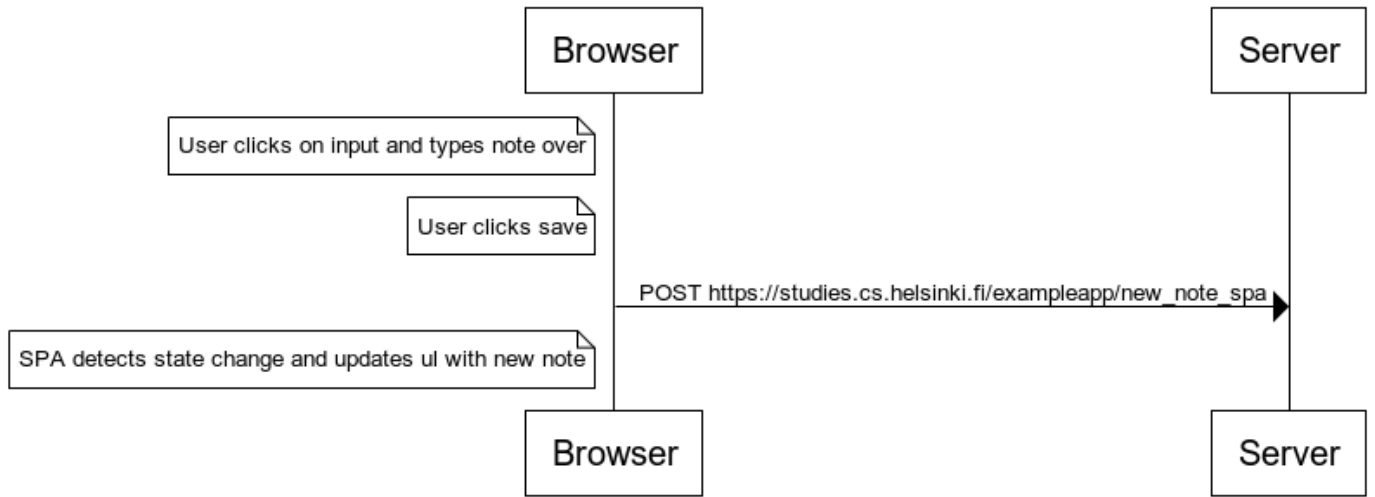 Browser
Server
User clicks on input and types note over
User clicks save
POST https://studies.cs.helsinki.fi/exampleapp/new_note_spa
SPA detects state change and updates ul with new note
Browser
Server